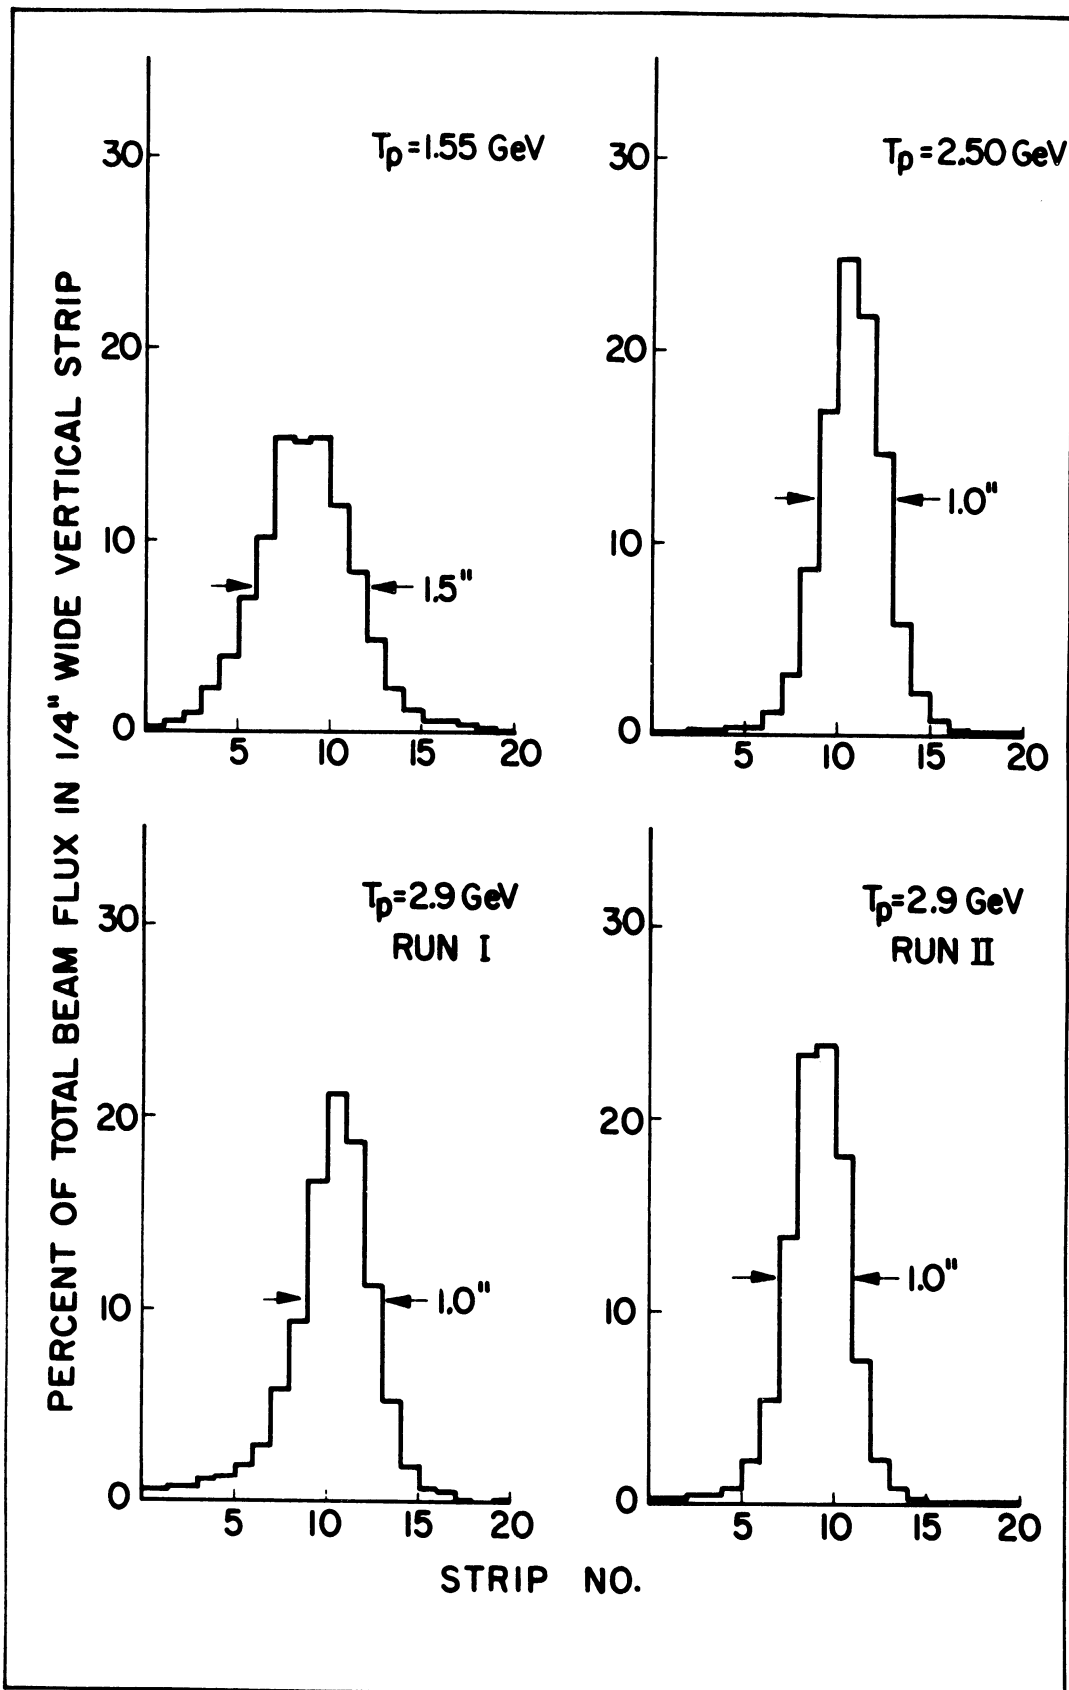 PERCENT OF TOTAL BEAM FLUX IN 1/4" WIDE VERTICAL STRIP
Tp=1.55 GeV
30
20
10
0
1.5"
5 10 15 20
Tp=2.50 GeV
30
20
10
0
1.0"
5 10 15 20
Tp=2.9 GeV
RUN I
30
20
10
0
1.0"
5 10 15 20
Tp=2.9 GeV
RUN II
30
20
10
0
1.0"
5 10 15 20
STRIP NO.